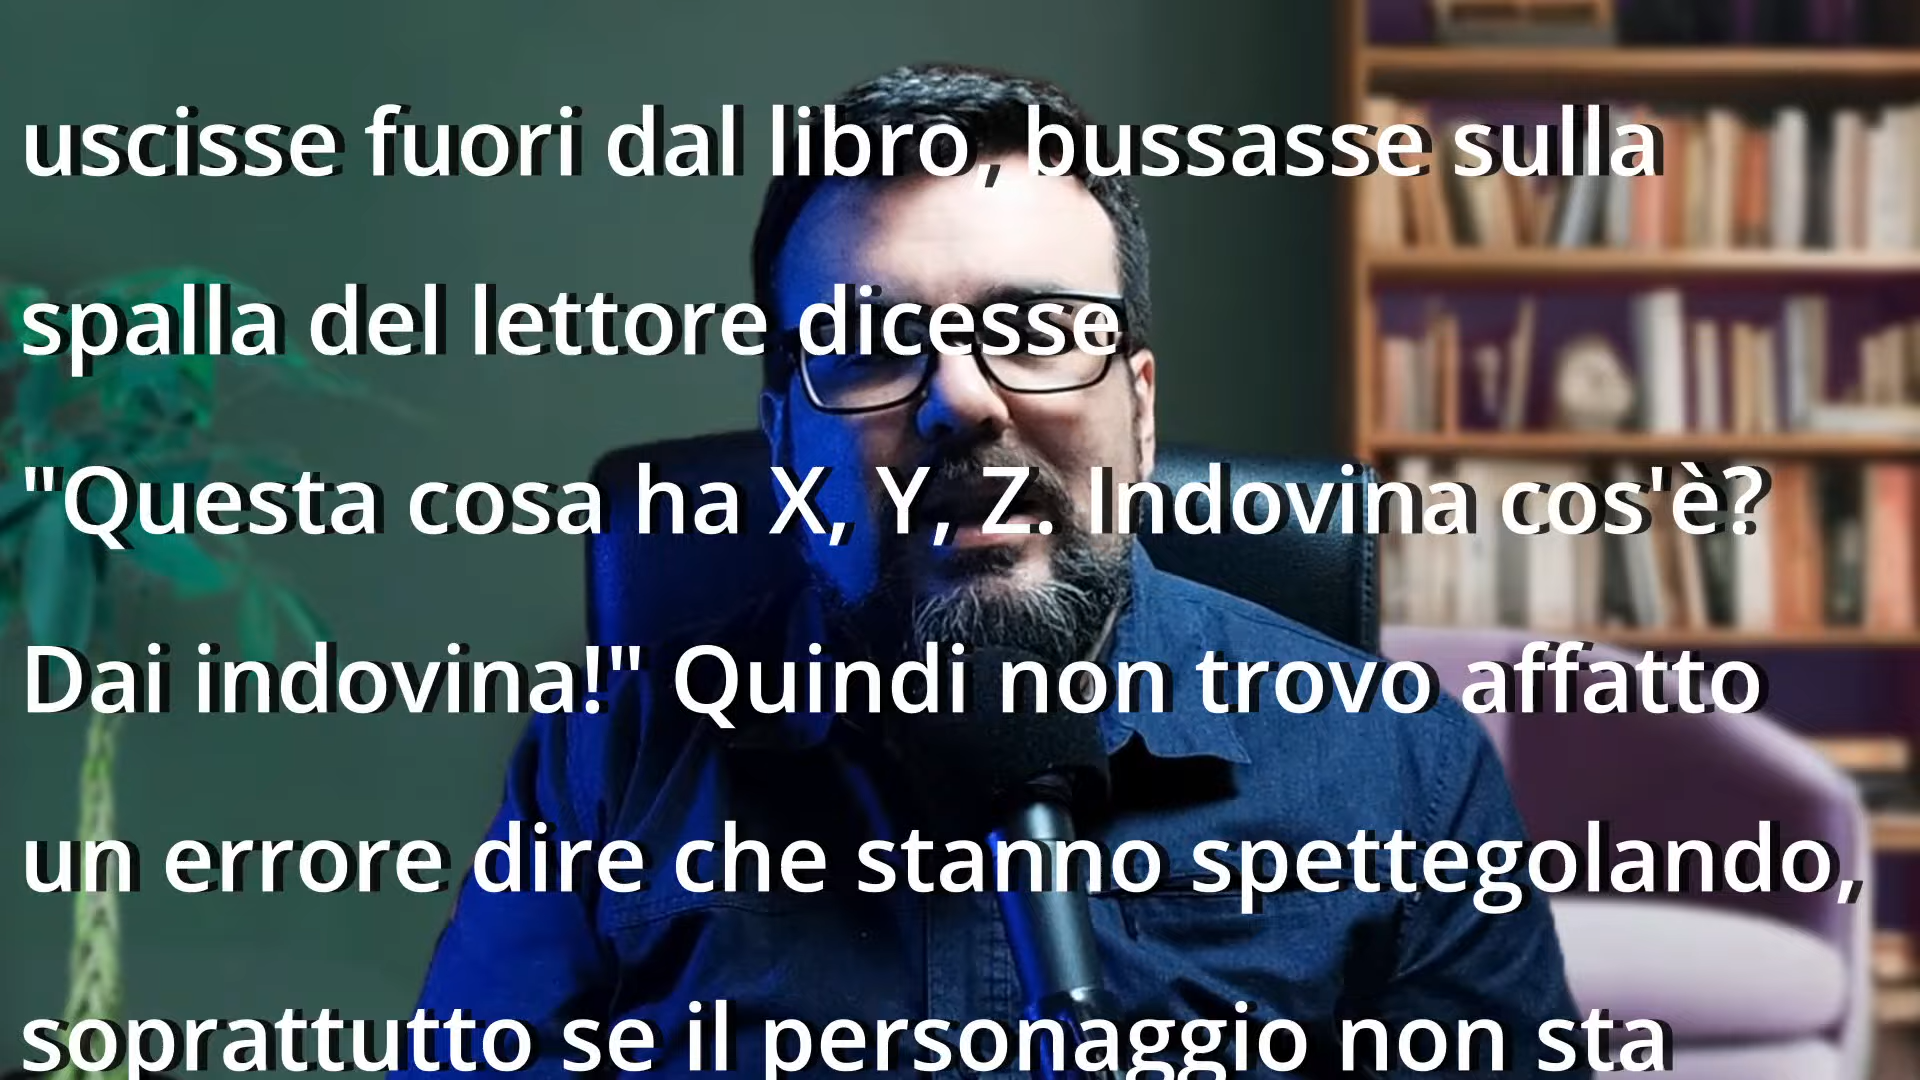 uscisse fuori dal libro, bussasse sulla
spalla del lettore dicesse
"Questa cosa ha X, Y, Z. Indovina cos'è?
Dai indovina!" Quindi non trovo affatto
un errore dire che stanno spettegolando,
soprattutto se il personaggio non sta